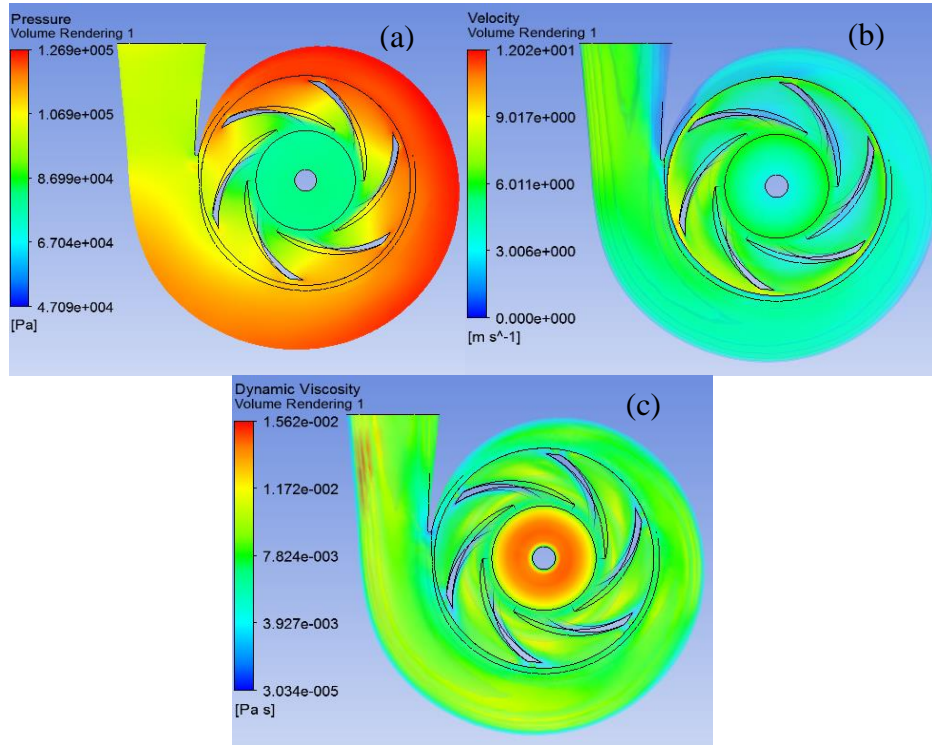 Pressure
Volume Rendering 1
(a)
1.269e+005
1.069e+005
8.699e+004
6.704e+004
4.709e+004
[Pa]
Velocity
Volume Rendering 1
(b)
1.202e+001
9.017e+000
6.011e+000
3.006e+000
0.000e+000
[m s^-1]
Dynamic Viscosity
Volume Rendering 1
(c)
1.562e-002
1.172e-002
7.824e-003
3.927e-003
3.034e-005
[Pa s]